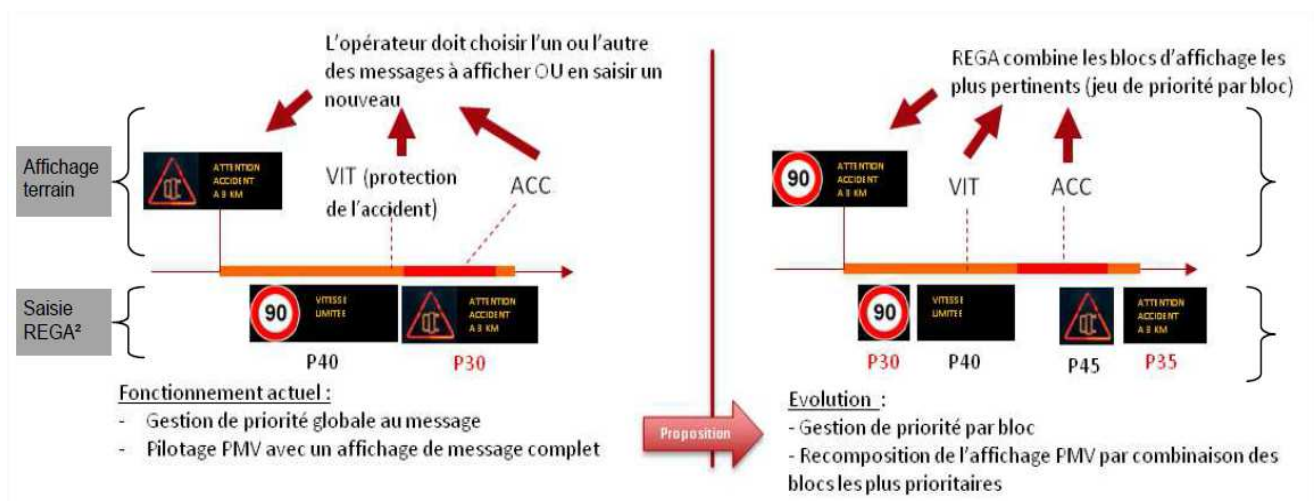 L'opérateur doit choisir l'un ou l'autre
des messages à afficher OU en saisir un
nouveau
Affichage
terrain
ATTENTION
ACCIDENT
A 3 KM
VIT (protection
de l'accident)
ACC
Saisie
REGA²
90
VITESSE
LIMITEE
ATTENTION
ACCIDENT
A 3 KM
P40
P30
Fonctionnement actuel :
- Gestion de priorité globale au message
- Pilotage PMV avec un affichage de message complet
Proposition
REGA combine les blocs d'affichage les
plus pertinents (jeu de priorité par bloc)
90
ATTENTION
ACCIDENT
A 3 KM
VIT
ACC
90
VITESSE
LIMITEE
ATTENTION
ACCIDENT
A 3 KM
P30
P40
P45
P35
Evolution :
- Gestion de priorité par bloc
- Recomposition de l'affichage PMV par combinaison des
blocs les plus prioritaires